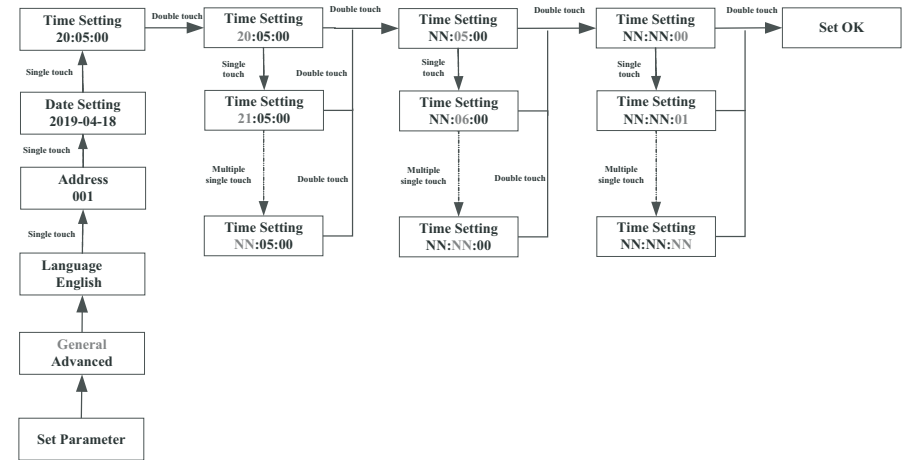 Time Setting
20:05:00
Double touch
Time Setting
20:05:00
Double touch
Time Setting
NN:05:00
Double touch
Time Setting
NN:NN:00
Double touch
Set OK
Single touch
Single
touch
Double touch
Single
touch
Single
touch
Date Setting
2019-04-18
Time Setting
21:05:00
Time Setting
NN:06:00
Time Setting
NN:NN:01
Single touch
Address
001
Multiple
single touch
Double touch
Multiple
single touch
Double touch
Multiple
single touch
Single touch
Time Setting
NN:05:00
Time Setting
NN:NN:00
Time Setting
NN:NN:NN
Language
English
General
Advanced
Set Parameter